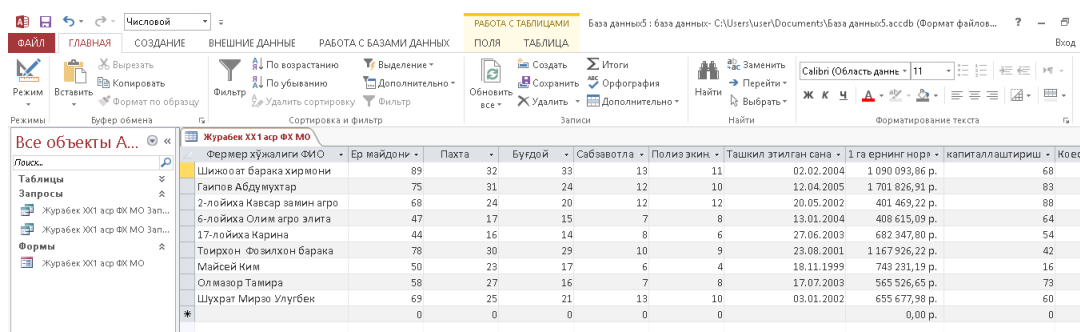 Числовой
РАБОТА С ТАБЛИЦАМИ
База данных5 : база данных- C:\Users\user\Documents\База данных5.accdb (Формат файлов...
?
ФАЙЛ ГЛАВНАЯ СОЗДАНИЕ ВНЕШНИЕ ДАННЫЕ РАБОТА С БАЗАМИ ДАННЫХ ПОЛЯ ТАБЛИЦА Вход
Режим
Вставить
Вырезать
Копировать
Формат по образцу
Фильтр
По возрастанию
По убыванию
Удалить сортировку
Выделение
Дополнительно
Фильтр
Обновить
все
Создать
Сохранить
Удалить
Итоги
Орфография
Дополнительно
Найти
Заменить
Перейти
Выбрать
Calibri (Область даннь 11
Ж К Ч А
Режимы Буфер обмена Сортировка и фильтр Записи Найти Форматирование текста
Все объекты A...
Поиск...
Таблицы
Запросы
Журабек XX1 аср ФХ МО Зап...
Журабек XX1 аср ФХ МО Зап...
Формы
Журабек XX1 аср ФХ МО
Журабек XX1 аср ФХ МО
Фермер хўжалиги ФИО Ер майдони Пахта Буғдой Сабзавотла Полиз экин. Ташкил этилган сана 1 га ернинг норм капиталлаштириш Коес
Шижооат барака хирмони 89 32 33 13 11 02.02.2004 1 090 093,86 р. 68
Гаипов Абдумухтар 75 31 24 12 10 12.04.2005 1 701 826,91 р. 83
2-лойиха Кавсар замин агро 68 24 20 12 12 20.05.2002 401 469,22 р. 88
6-лойиха Олим агро элита 47 17 15 7 8 13.01.2004 408 615,09 р. 64
17-лойиха Карина 44 16 14 8 6 27.06.2003 682 347,80 р. 54
Тоирхон Фозилхон барака 78 30 29 10 9 23.08.2001 1 167 926,22 р. 42
Майсей Ким 50 23 17 6 4 18.11.1999 743 231,19 р. 16
Олмазор Тамира 58 27 16 7 8 17.07.2003 565 526,65 р. 73
Шухрат Мирзо Улугбек 69 25 21 13 10 03.01.2002 655 677,98 р. 60
* 0 0 0 0 0 0,00 р. 0